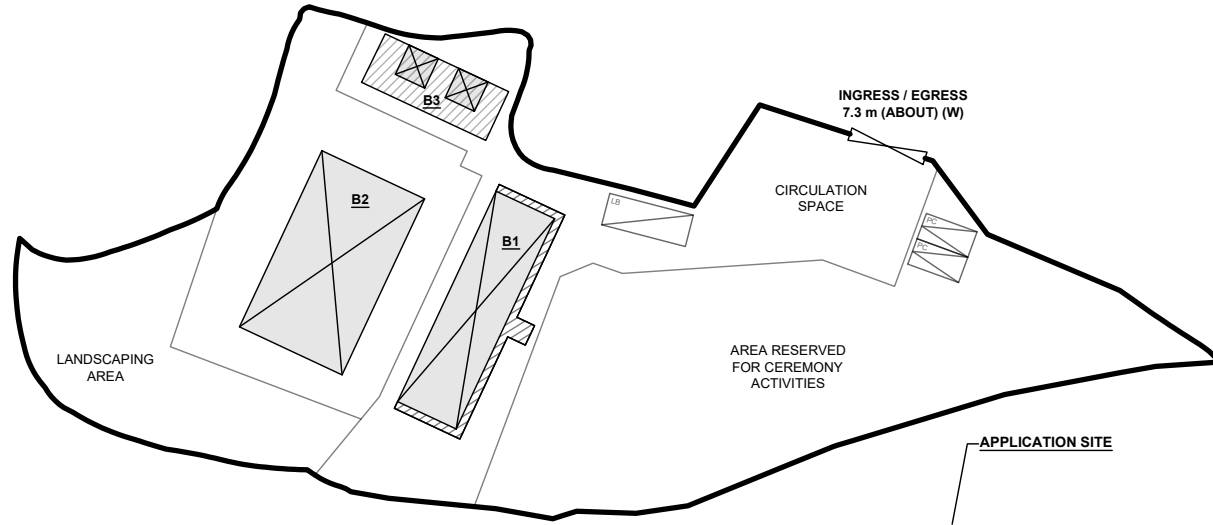 INGRESS / EGRESS
7.3 m (ABOUT) (W)
B3
CIRCULATION
SPACE
B2
LB
B1
PC
PC
LANDSCAPING
AREA
AREA RESERVED
FOR CEREMONY
ACTIVITIES
APPLICATION SITE